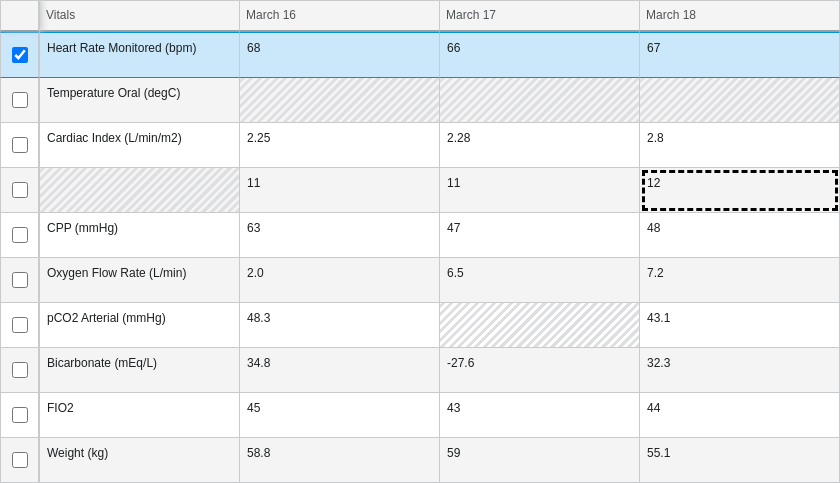 Vitals March 16 March 17 March 18
Heart Rate Monitored (bpm) 68 66 67
Temperature Oral (degC)
Cardiac Index (L/min/m2) 2.25 2.28 2.8
11 11 12
CPP (mmHg) 63 47 48
Oxygen Flow Rate (L/min) 2.0 6.5 7.2
pCO2 Arterial (mmHg) 48.3 43.1
Bicarbonate (mEq/L) 34.8 -27.6 32.3
FIO2 45 43 44
Weight (kg) 58.8 59 55.1